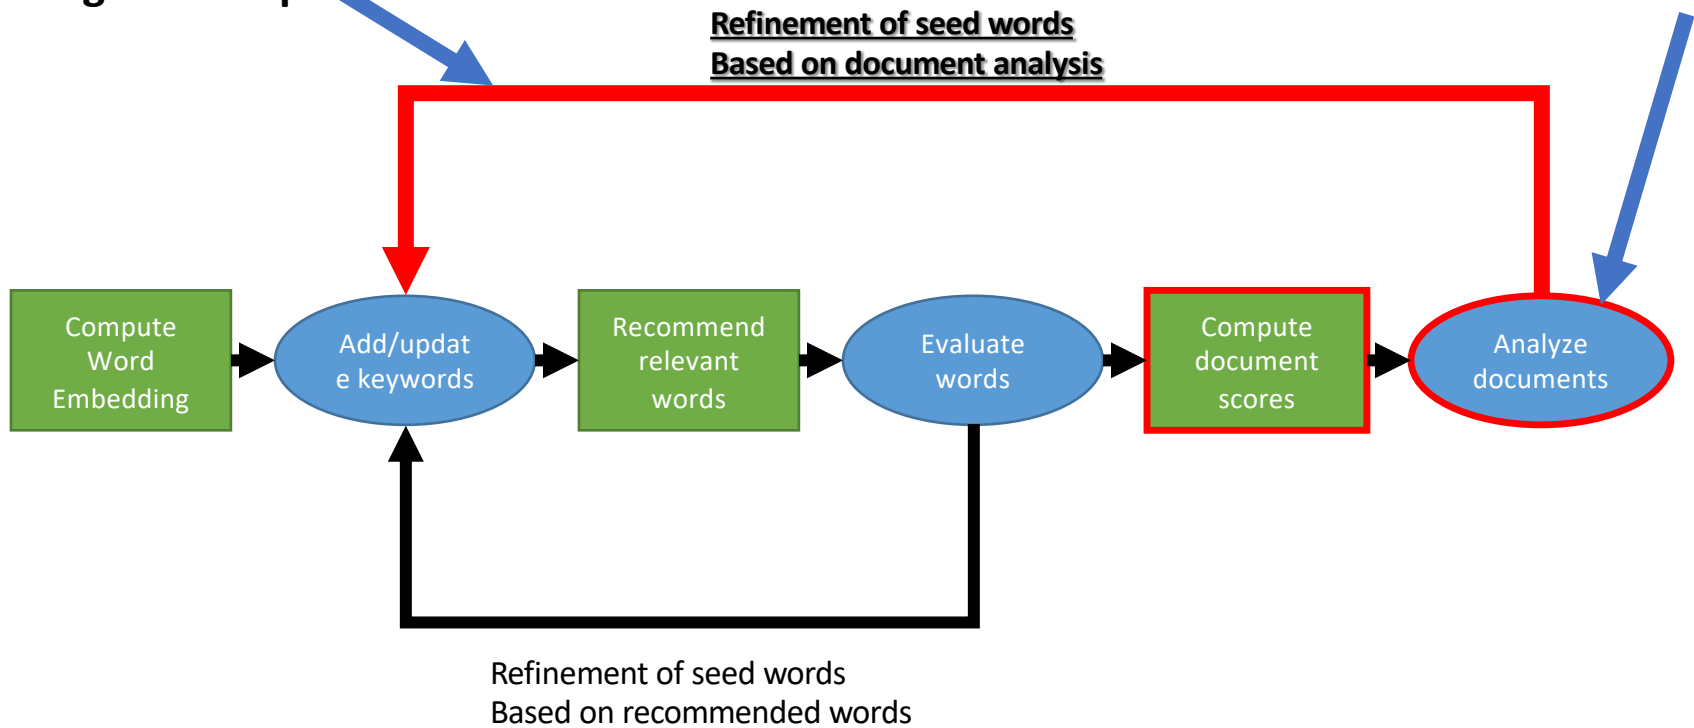 Refinement of seed words
Based on document analysis
Compute
Word
Embedding
Add/updat
e keywords
Recommend
relevant
words
Evaluate
words
Compute
document
scores
Analyze
documents
Refinement of seed words
Based on recommended words